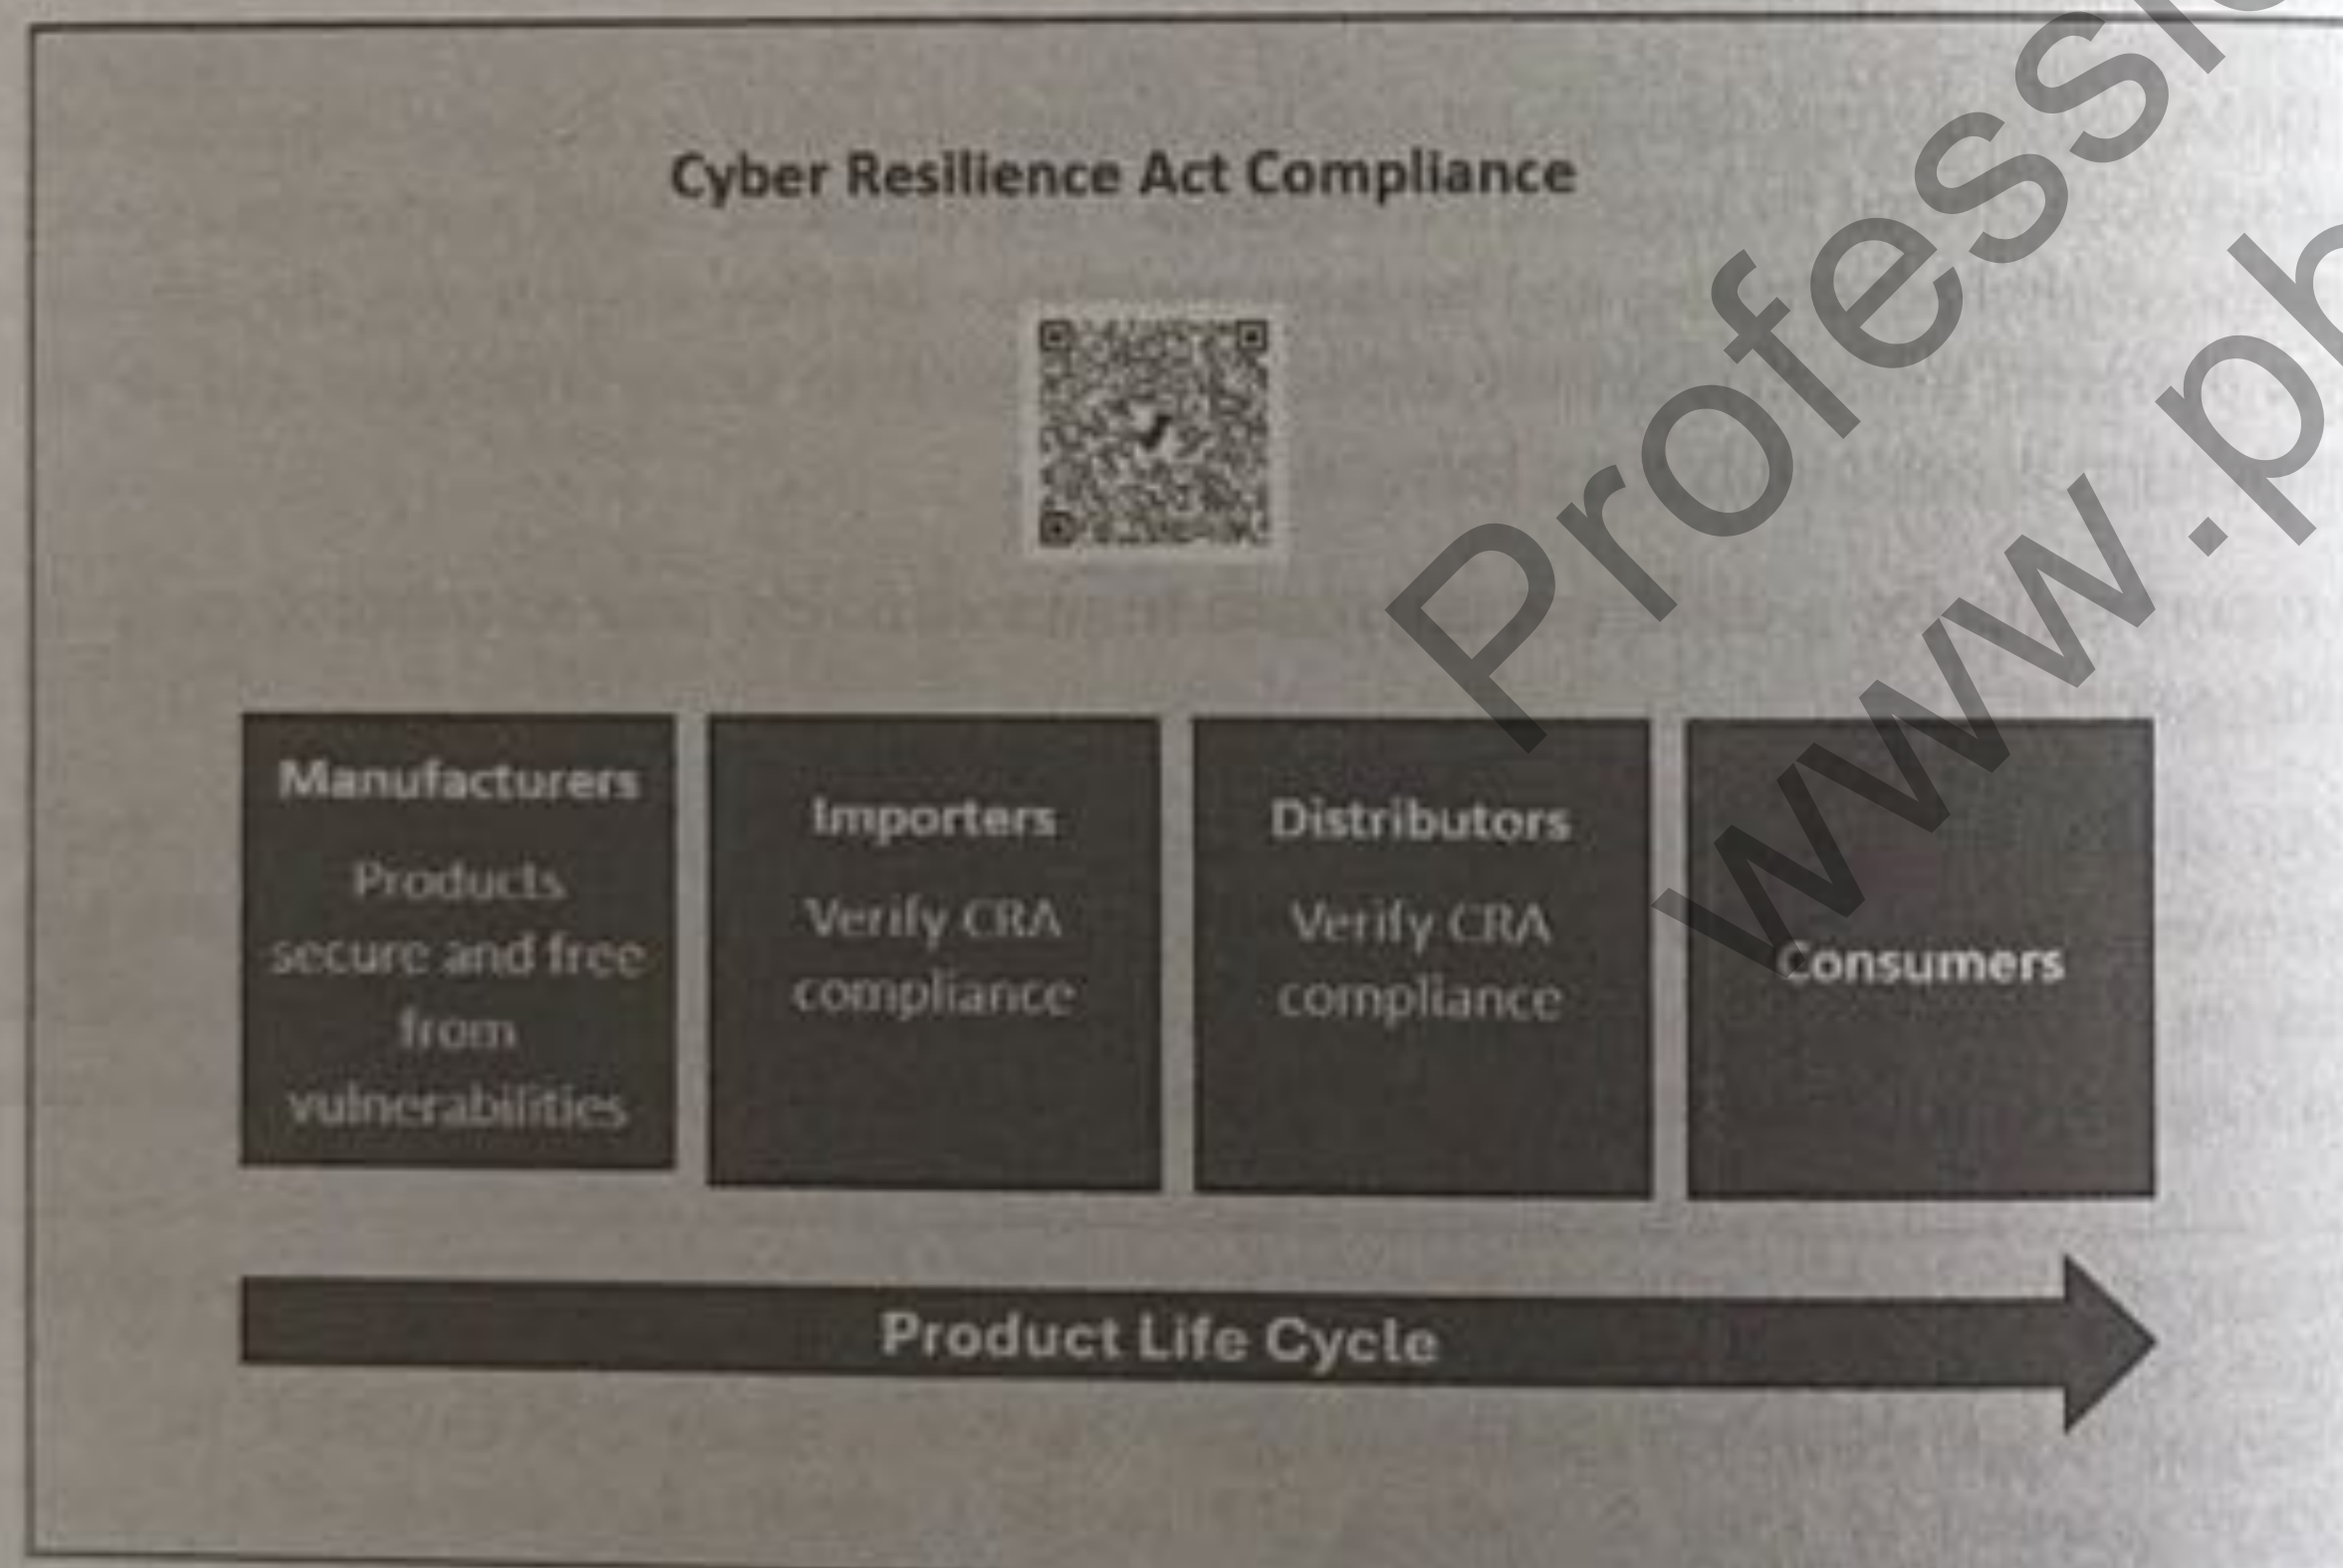 Cyber Resilience Act Compliance
Manufacturers
Products
secure and free
from
vulnerabilities
Importers
Verify CRA
compliance
Distributors
Verify CRA
compliance
Consumers
Product Life Cycle
www.p